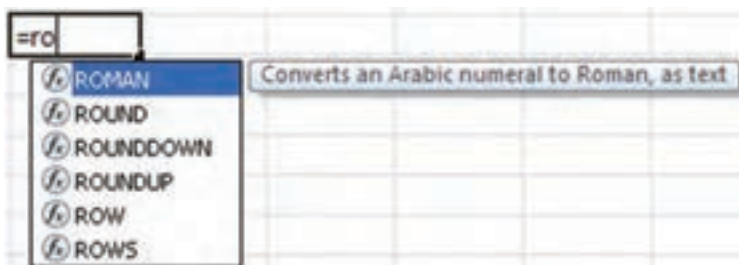 =ro
ROMAN
Converts an Arabic numeral to Roman, as text
ROUND
ROUNDDOWN
ROUNDUP
ROW
ROWS